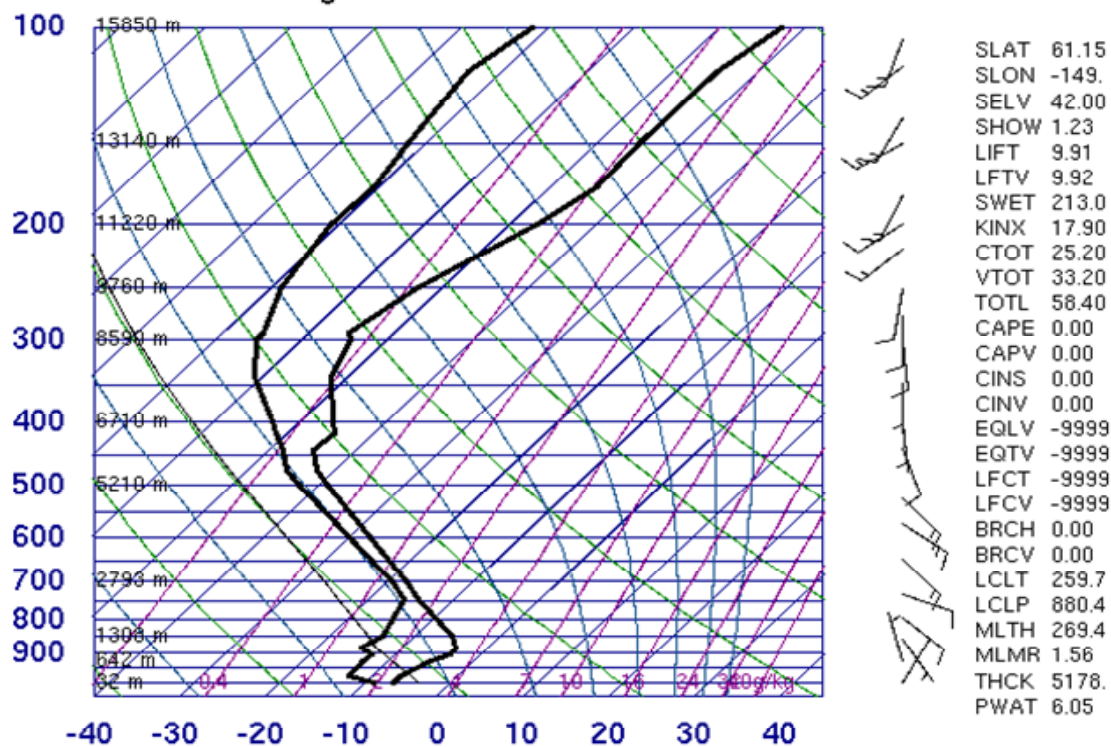 100 15850 m
13140 m
200 11220 m
9760 m
300 8590 m
400 6710 m
500 5210 m
600
700 2793 m
800
1308 m
900
642 m
32 m 0.4 1 2 4 7 10 16 24 32 40g/kg
-40 -30 -20 -10 0 10 20 30 40
SLAT 61.15
SLON -149.
SELV 42.00
SHOW 1.23
LIFT 9.91
LFTV 9.92
SWET 213.0
KINX 17.90
CTOT 25.20
VTOT 33.20
TOTL 58.40
CAPE 0.00
CAPV 0.00
CINS 0.00
CINV 0.00
EQLV -9999
EQTV -9999
LFCT -9999
LFCV -9999
BRCH 0.00
BRCV 0.00
LCLT 259.7
LCLP 880.4
MLTH 269.4
MLMR 1.56
THCK 5178.
PWAT 6.05